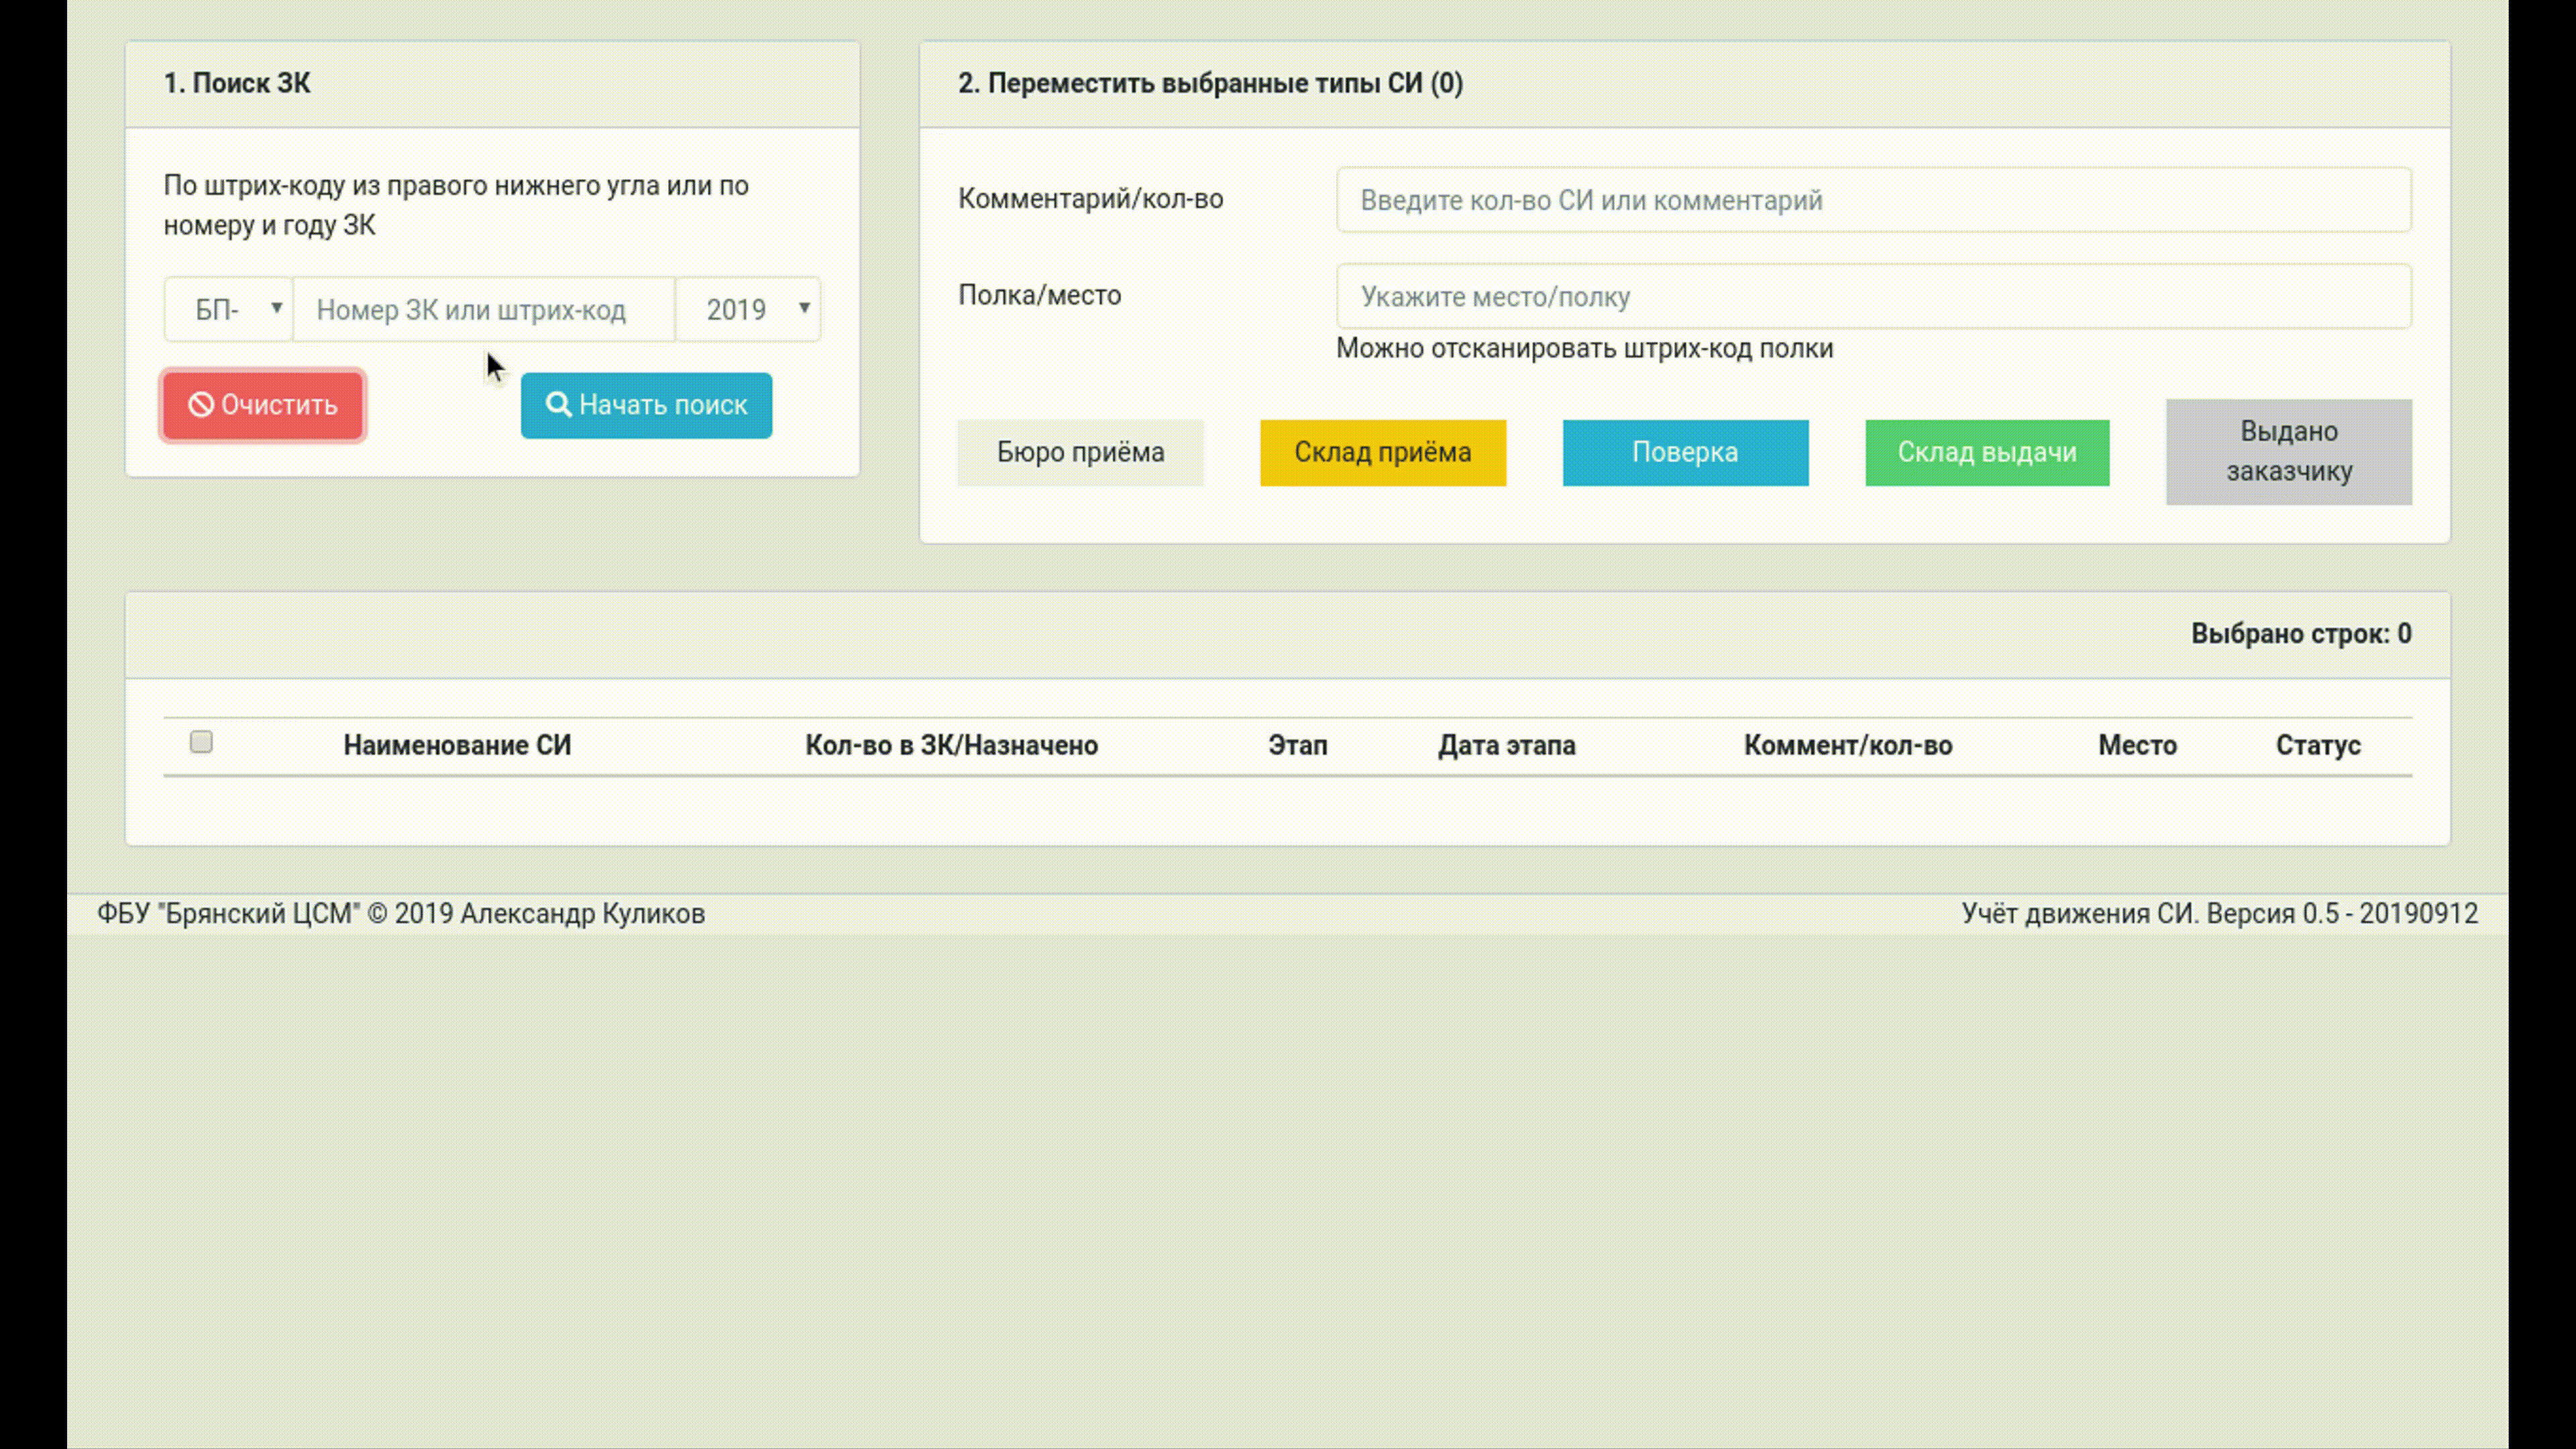 1. Поиск ЗК
По штрих-коду из правого нижнего угла или по
номеру и году ЗК
БП- Номер ЗК или штрих-код 2019
Очистить Начать поиск
2. Переместить выбранные типы СИ (0)
Комментарий/кол-во Введите кол-во СИ или комментарий
Полка/место Укажите место/полку
Можно отсканировать штрих-код полки
Бюро приёма Склад приёма Поверка Склад выдачи Выдано
заказчику
Выбрано строк: 0
Наименование СИ Кол-во в ЗК/Назначено Этап Дата этапа Коммент/кол-во Место Статус
ФБУ "Брянский ЦСМ" © 2019 Александр Куликов Учёт движения СИ. Версия 0.5 - 20190912